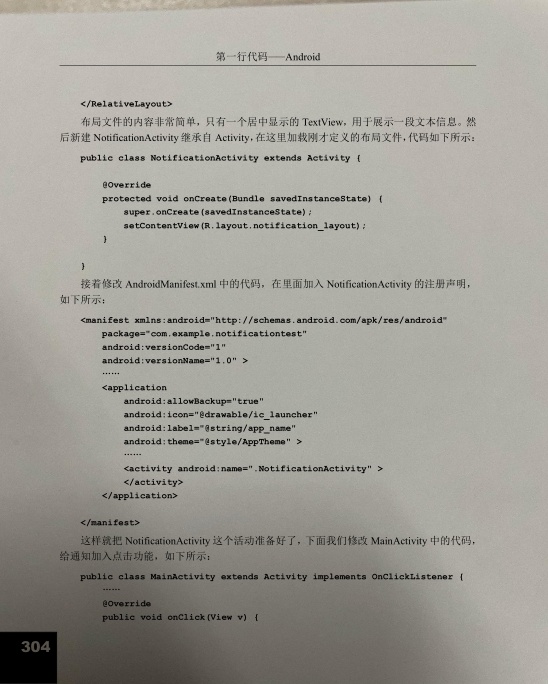 第一行代码——Android
</RelativeLayout>
布局文件的内容非常简单，只有一个居中显示的 TextView，用于展示一段文本信息。然
后新建 NotificationActivity 继承自 Activity，在这里加载刚才定义的布局文件，代码如下所示：
public class NotificationActivity extends Activity {
@Override
protected void onCreate(Bundle savedInstanceState) {
super.onCreate(savedInstanceState);
setContentView(R.layout.notification_layout);
}
}
接着修改 AndroidManifest.xml 中的代码，在里面加入 NotificationActivity 的注册声明，
如下所示：
<manifest xmlns:android="http://schemas.android.com/apk/res/android"
package="com.example.notificationtest"
android:versionCode="1"
android:versionName="1.0" >
……
<application
android:allowBackup="true"
android:icon="@drawable/ic_launcher"
android:label="@string/app_name"
android:theme="@style/AppTheme" >
……
<activity android:name=".NotificationActivity" >
</activity>
</application>
</manifest>
这样就把 NotificationActivity 这个活动准备好了，下面我们修改 MainActivity 中的代码，
给通知加入点击功能，如下所示：
public class MainActivity extends Activity implements OnClickListener {
……
@Override
public void onClick(View v) {
304